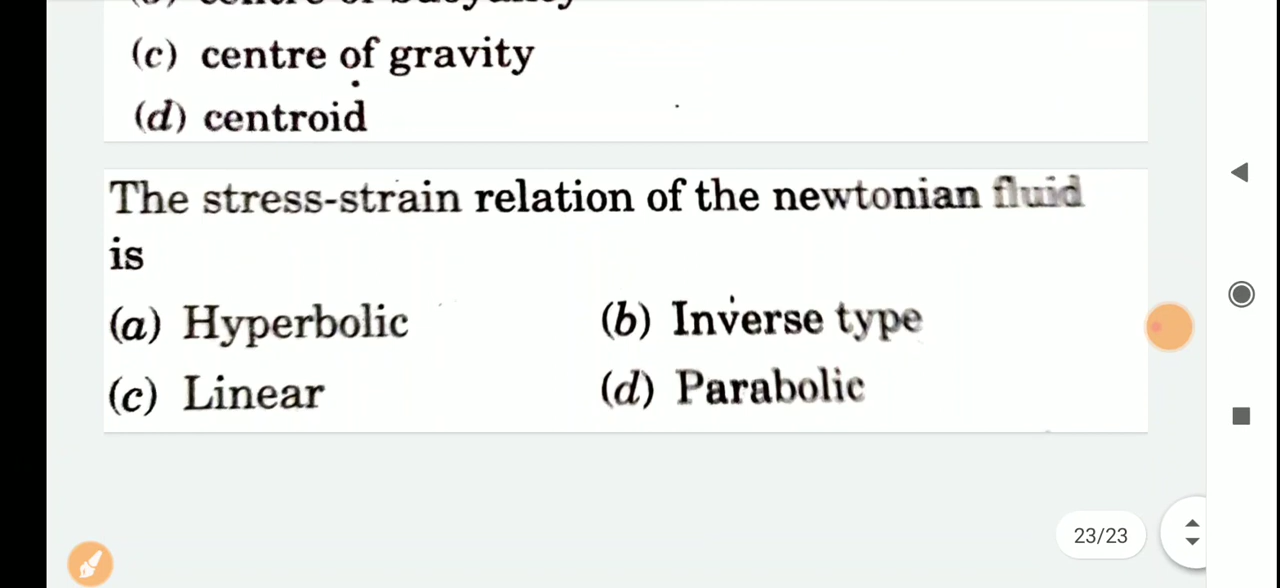 (c) centre of gravity
(d) centroid
The stress-strain relation of the newtonian fluid
is
(a) Hyperbolic (b) Inverse type
(c) Linear (d) Parabolic
23/23